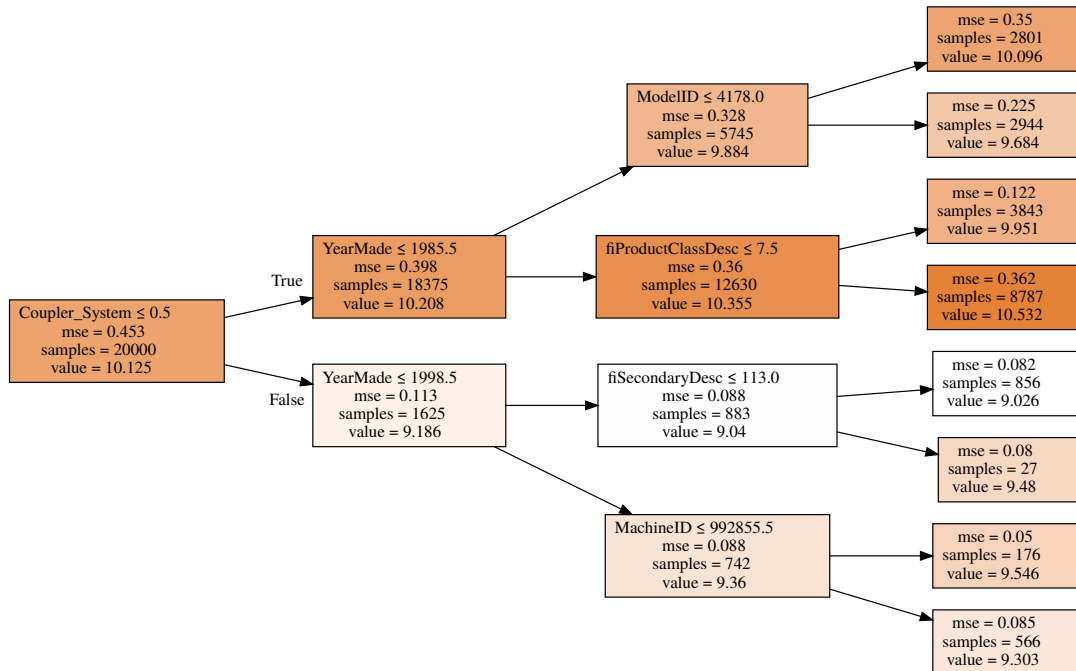 Coupler_System ≤ 0.5
mse = 0.453
samples = 20000
value = 10.125
True
False
YearMade ≤ 1985.5
mse = 0.398
samples = 18375
value = 10.208
YearMade ≤ 1998.5
mse = 0.113
samples = 1625
value = 9.186
ModelID ≤ 4178.0
mse = 0.328
samples = 5745
value = 9.884
fiProductClassDesc ≤ 7.5
mse = 0.36
samples = 12630
value = 10.355
fiSecondaryDesc ≤ 113.0
mse = 0.088
samples = 883
value = 9.04
MachineID ≤ 992855.5
mse = 0.088
samples = 742
value = 9.36
mse = 0.35
samples = 2801
value = 10.096
mse = 0.225
samples = 2944
value = 9.684
mse = 0.122
samples = 3843
value = 9.951
mse = 0.362
samples = 8787
value = 10.532
mse = 0.082
samples = 856
value = 9.026
mse = 0.08
samples = 27
value = 9.48
mse = 0.05
samples = 176
value = 9.546
mse = 0.085
samples = 566
value = 9.303